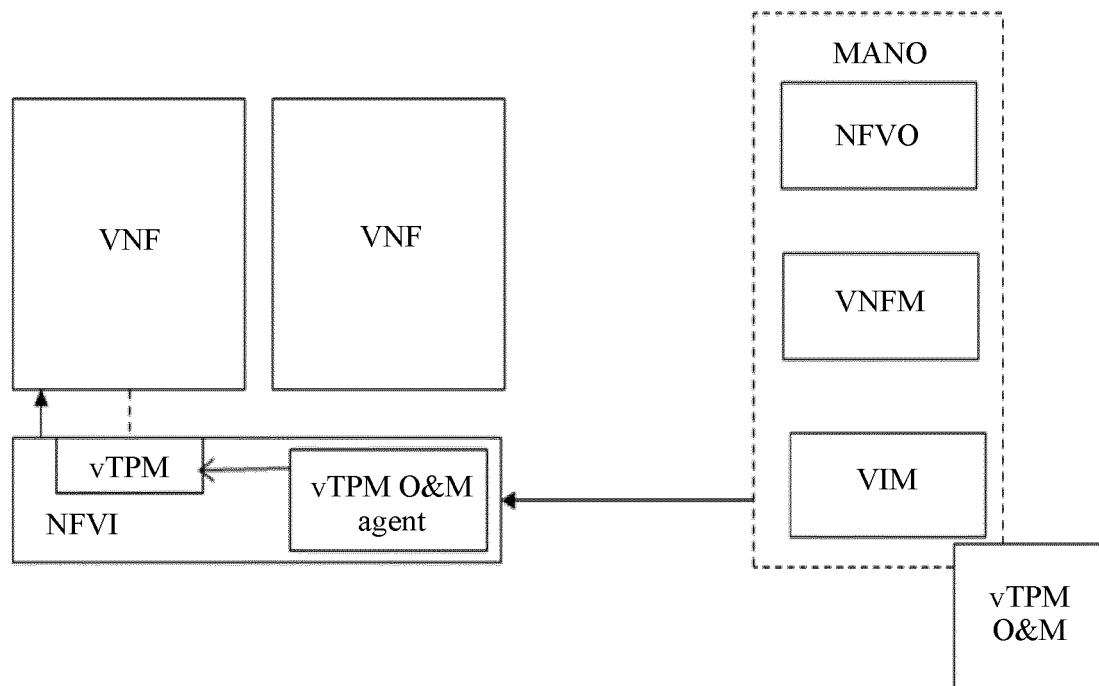 MANO
NFVO
VNF
VNF
VNFM
vTPM
vTPM O&M
agent
NFVI
VIM
vTPM
O&M